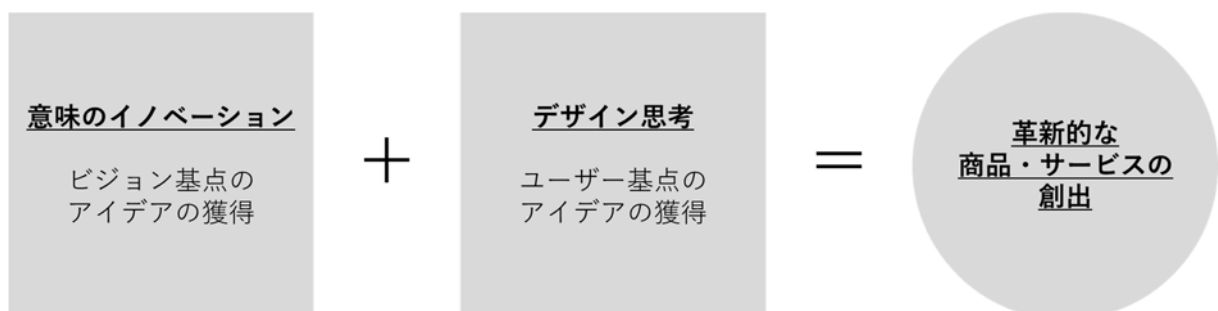 意味のイノベーション
ビジョン基点の
アイデアの獲得
＋
デザイン思考
ユーザー基点の
アイデアの獲得
＝
革新的な
商品・サービスの
創出